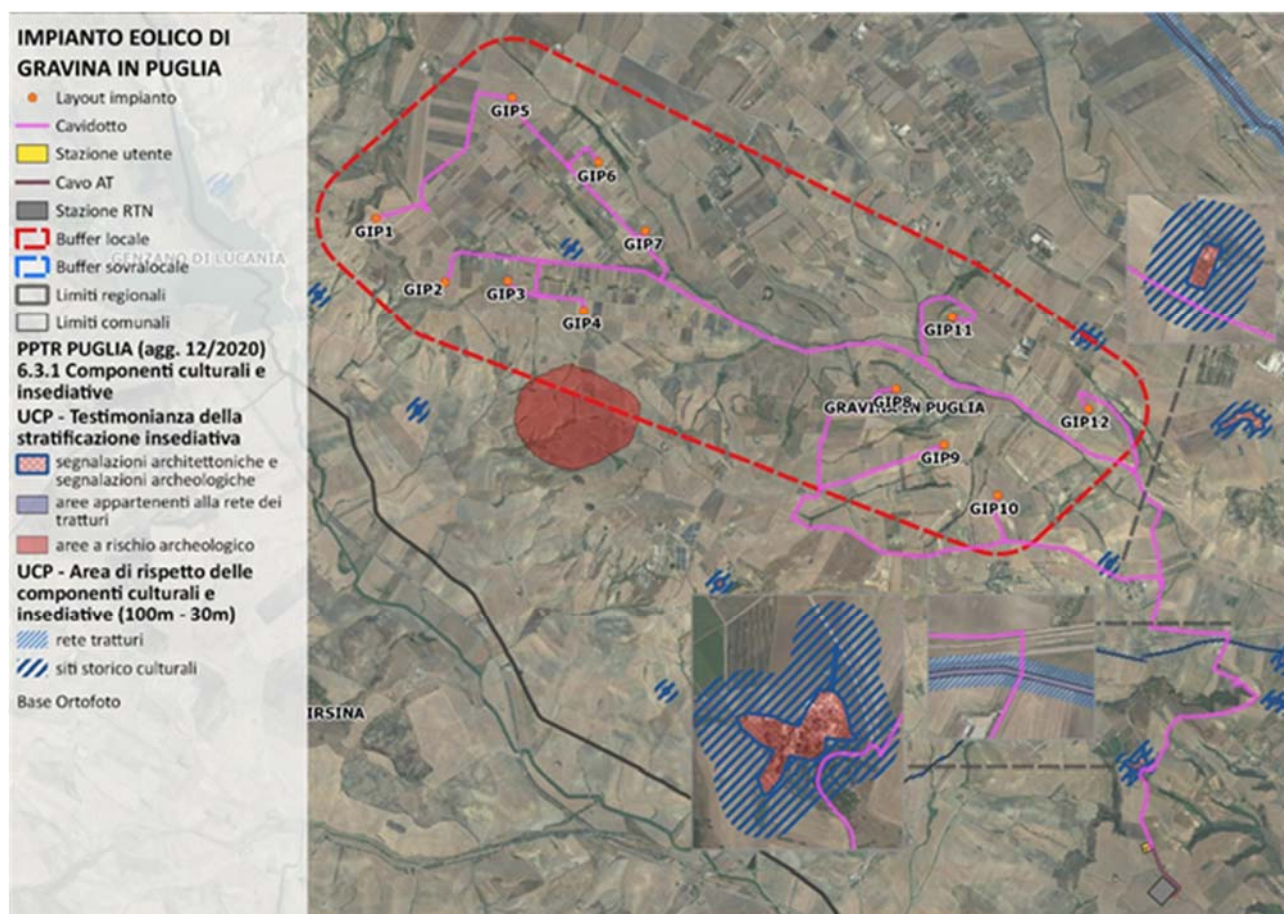 IMPIANTO EOLICO DI
GRAVINA IN PUGLIA
Layout impianto
Cavidotto
Stazione utente
Cavo AT
Stazione RTN
Buffer locale
GENZANO DI LUCANIA
Buffer sovralocale
Limiti regionali
Limiti comunali
PPTR PUGLIA (agg. 12/2020)
6.3.1 Componenti culturali e
insediative
UCP - Testimonianza della
stratificazione insediativa
segnalazioni architettoniche e
segnalazioni archeologiche
aree appartenenti alla rete dei
tratturi
aree a rischio archeologico
UCP - Area di rispetto delle
componenti culturali e
insediative (100m - 30m)
rete tratturi
siti storico culturali
Base Ortofoto
GIP5
GIP6
GIP1
GIP7
GIP2
GIP3
GIP4
GIP11
GIP8
GRAVINA IN PUGLIA
GIP12
GIP9
GIP10
IRSINA